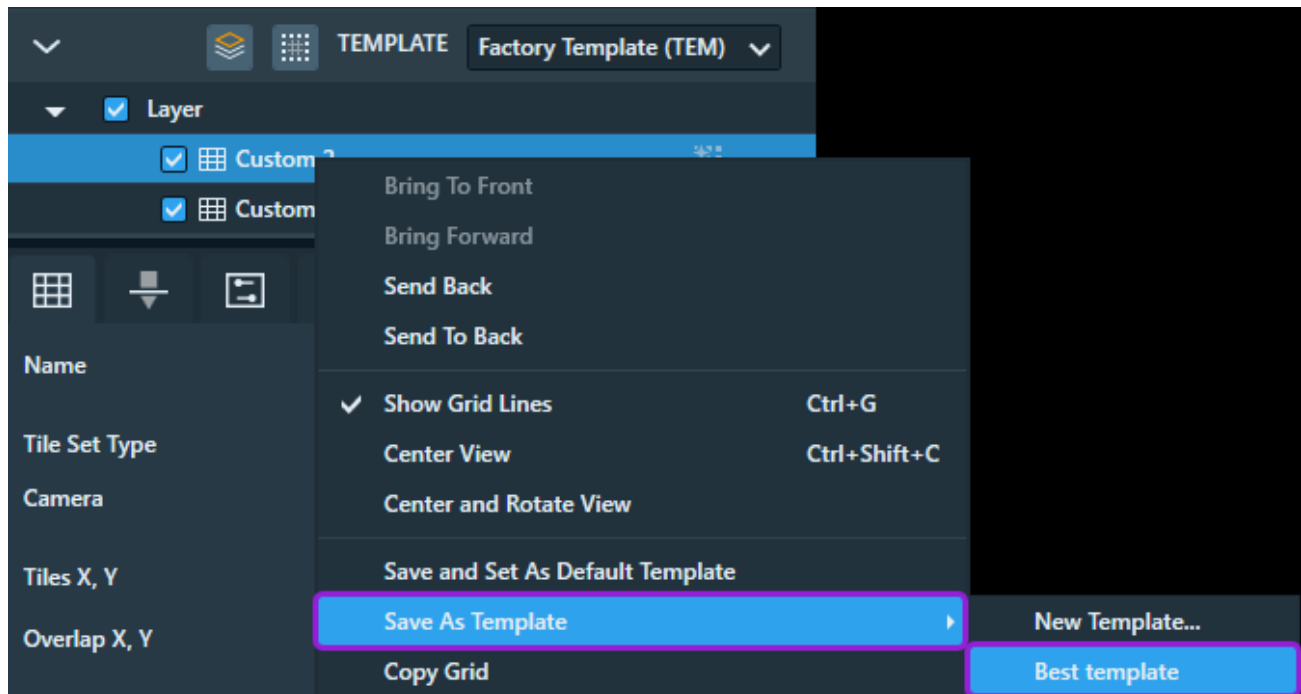 TEMPLATE Factory Template (TEM)
Layer
Custom 2
Custom
Bring To Front
Bring Forward
Send Back
Send To Back
Name
Show Grid Lines Ctrl+G
Tile Set Type
Center View Ctrl+Shift+C
Camera
Center and Rotate View
Tiles X, Y
Save and Set As Default Template
Save As Template
New Template...
Overlap X, Y
Copy Grid
Best template